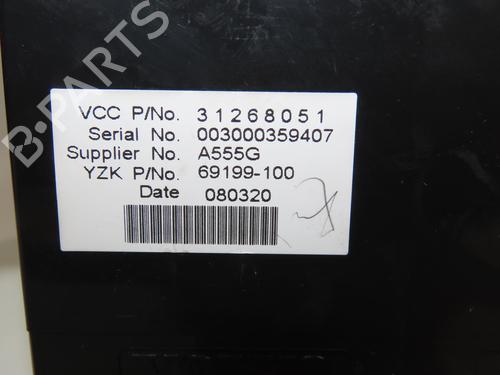 B-PARTS
VCC P/No. 31268051
Serial No. 003000359407
Supplier No. A555G
YZK P/No. 69199-100
Date 080320